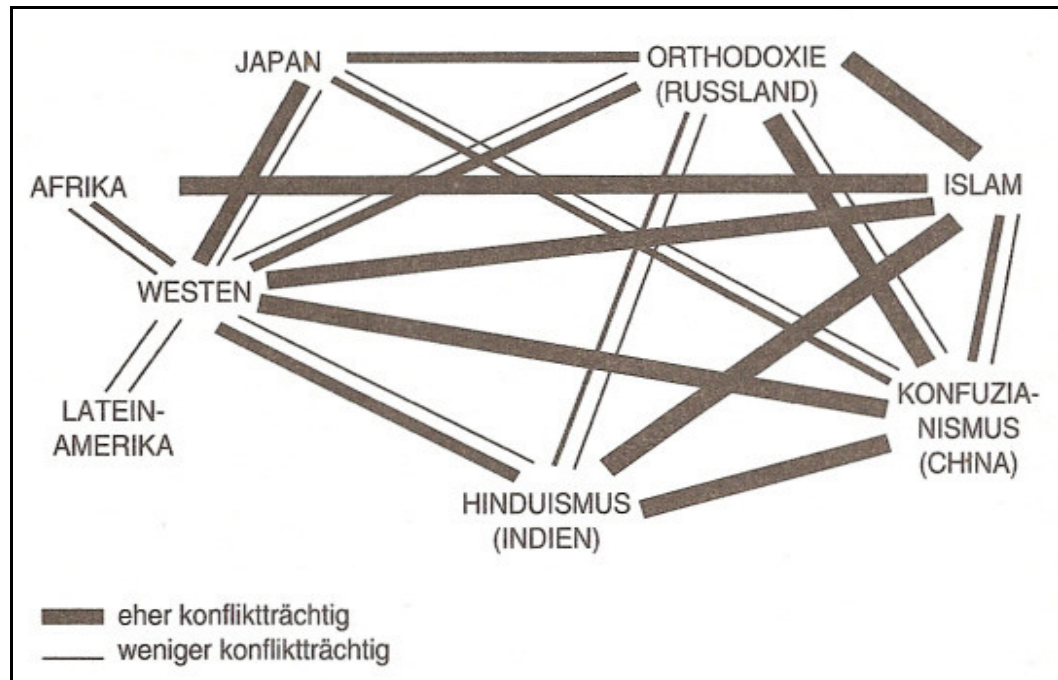 JAPAN
ORTHODOXIE
(RUSSLAND)
AFRIKA
ISLAM
WESTEN
LATEIN-
AMERIKA
KONFUZIA-
NISMUS
(CHINA)
HINDUISMUS
(INDIEN)
eher konfliktträchtig
weniger konfliktträchtig